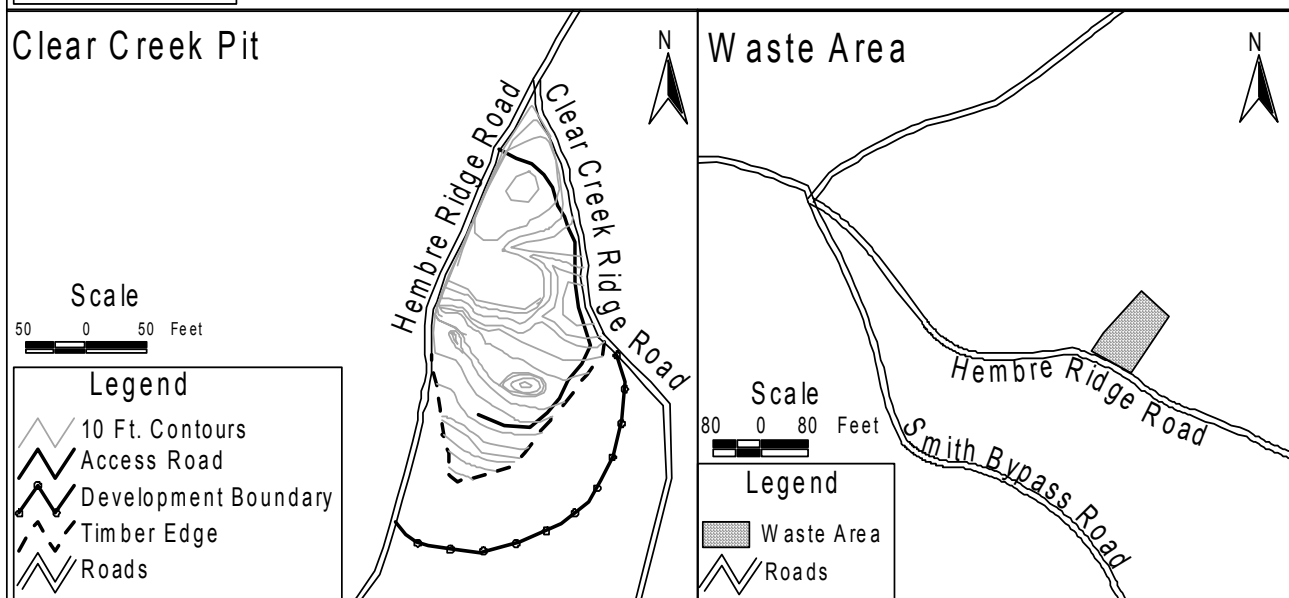 Clear Creek Pit
N
Hembre Ridge Road
Clear Creek Ridge Road
Scale
50 0 50 Feet
Legend
10 Ft. Contours
Access Road
Development Boundary
Timber Edge
Roads
Waste Area
N
Hembre Ridge Road
Smith Bypass Road
Scale
80 0 80 Feet
Legend
Waste Area
Roads